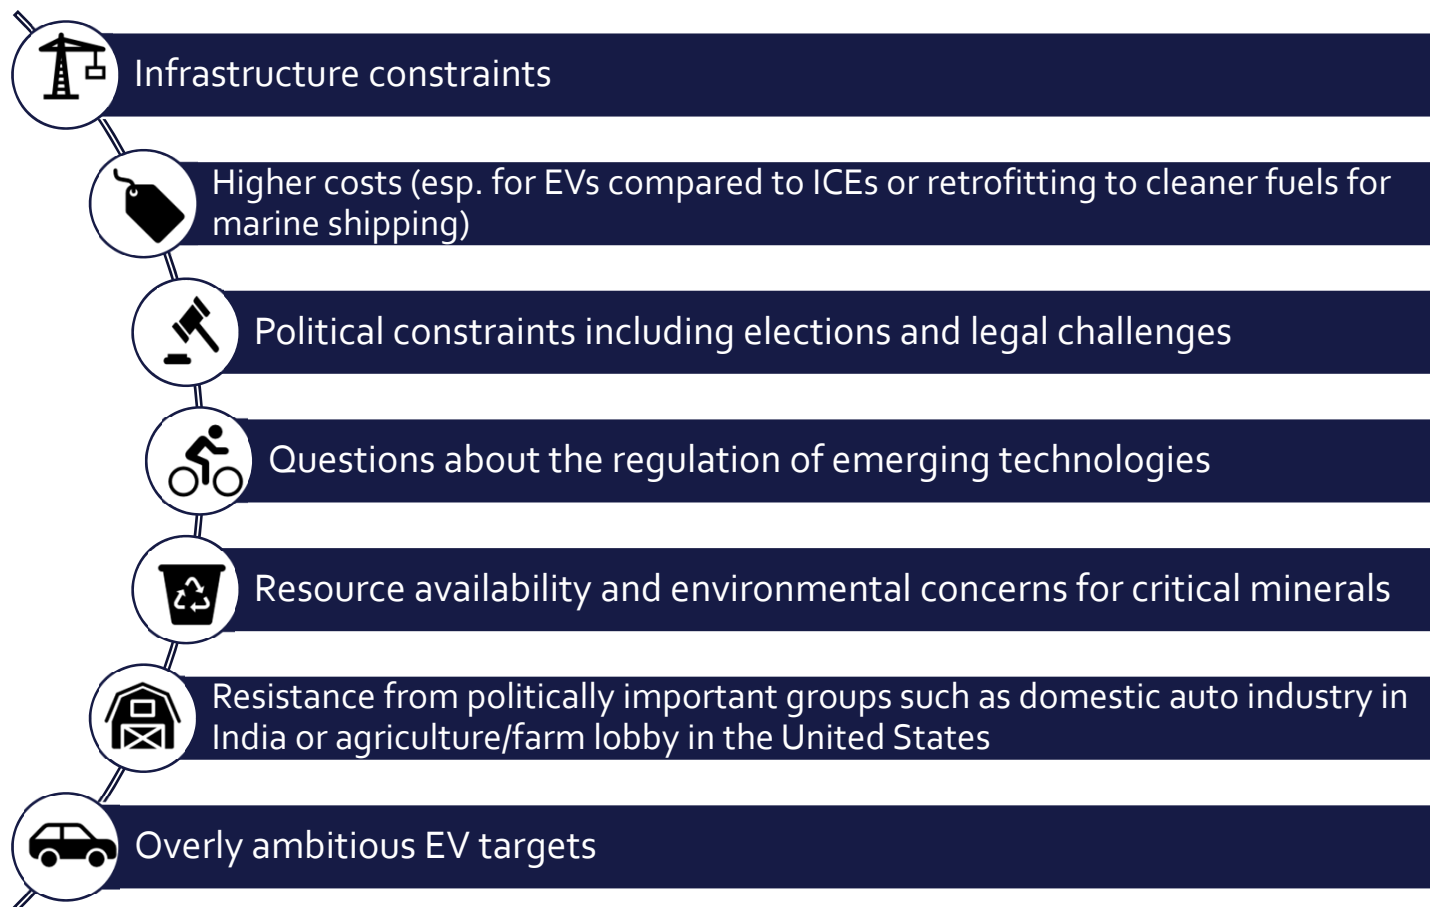 Infrastructure constraints
Higher costs (esp. for EVs compared to ICEs or retrofitting to cleaner fuels for
marine shipping)
Political constraints including elections and legal challenges
Questions about the regulation of emerging technologies
Resource availability and environmental concerns for critical minerals
Resistance from politically important groups such as domestic auto industry in
India or agriculture/farm lobby in the United States
Overly ambitious EV targets